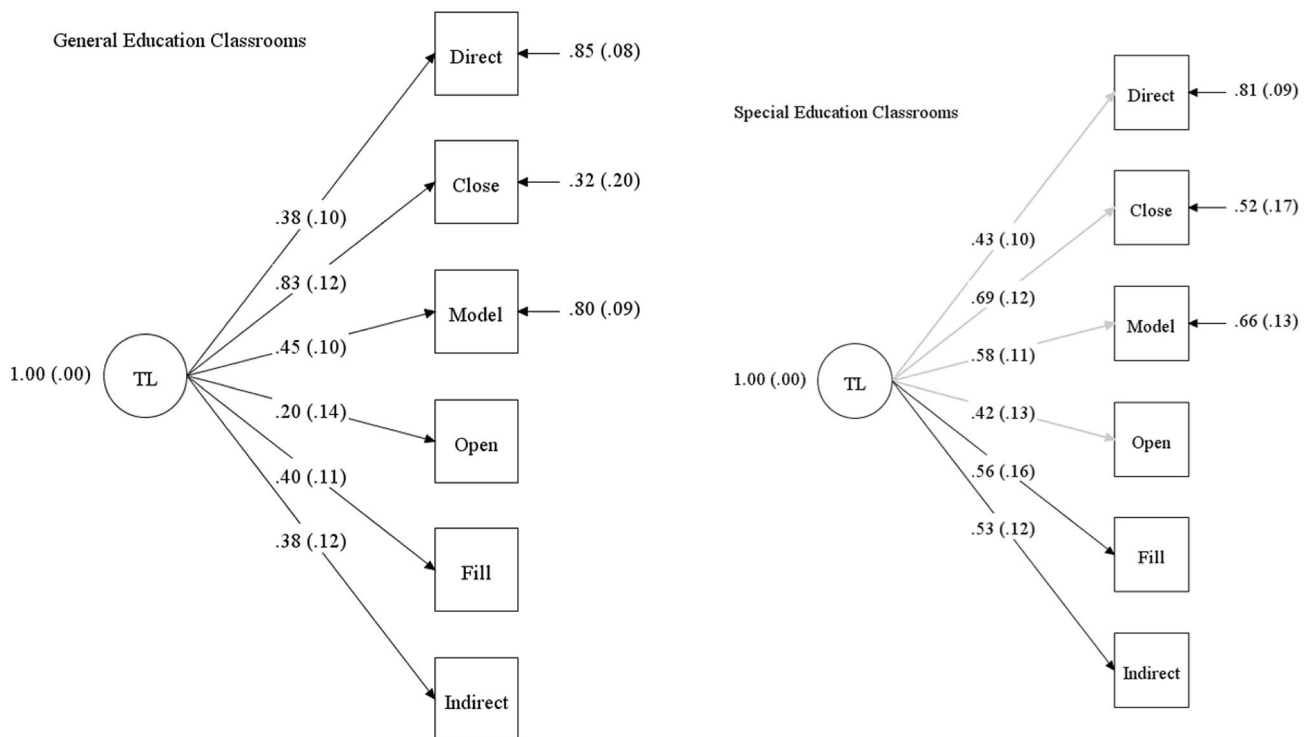 General Education Classrooms
Direct
.85 (.08)
Close
.32 (.20)
.38 (.10)
.83 (.12)
Model
.80 (.09)
.45 (.10)
1.00 (.00)
TL
.20 (.14)
Open
.40 (.11)
.38 (.12)
Fill
Indirect
Special Education Classrooms
Direct
.81 (.09)
Close
.52 (.17)
.43 (.10)
.69 (.12)
Model
.66 (.13)
.58 (.11)
1.00 (.00)
TL
.42 (.13)
Open
.56 (.16)
.53 (.12)
Fill
Indirect